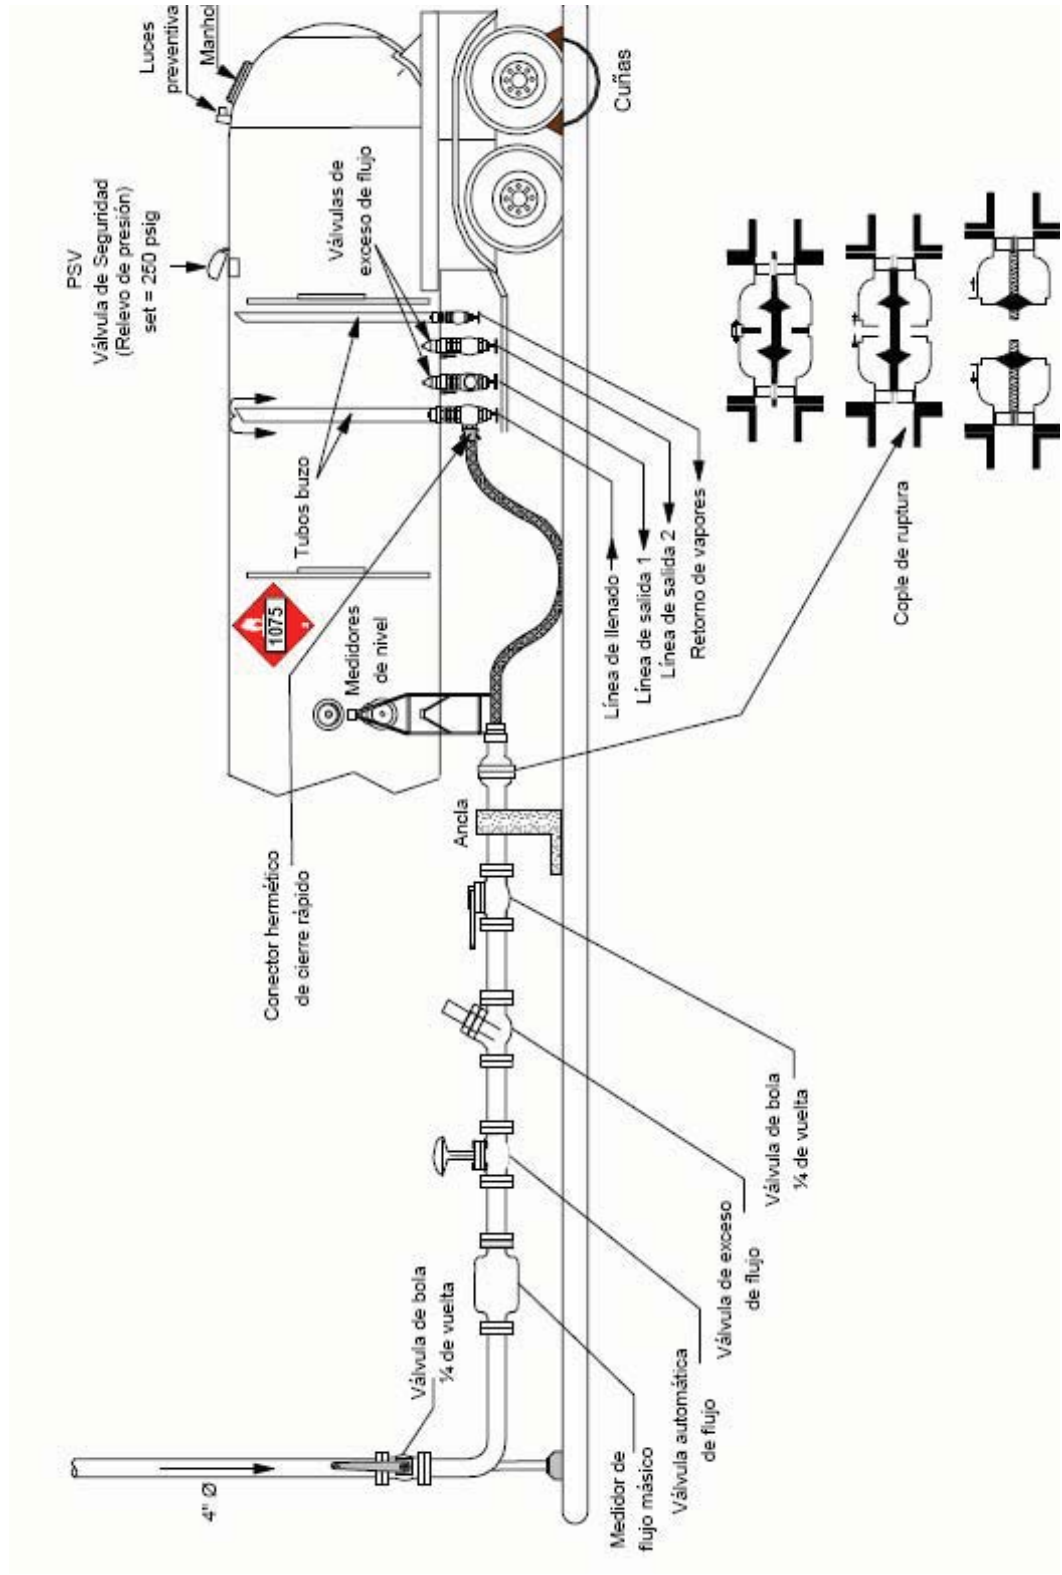 Luces
preventiva
Manhol
PSV
Válvula de Seguridad
(Relevo de presión)
set = 250 psig
Válvulas de
exceso de flujo
Cuñas
Tubos buzo
1075
2
Medidores
de nivel
Conector hermético
de cierre rápido
Ancla
Línea de llenado
Línea de salida 1
Línea de salida 2
Retorno de vapores
Cople de ruptura
4" Ø
Válvula de bola
¼ de vuelta
Medidor de
flujo másico
Válvula automática
de flujo
Válvula de exceso
de flujo
Válvula de bola
¼ de vuelta